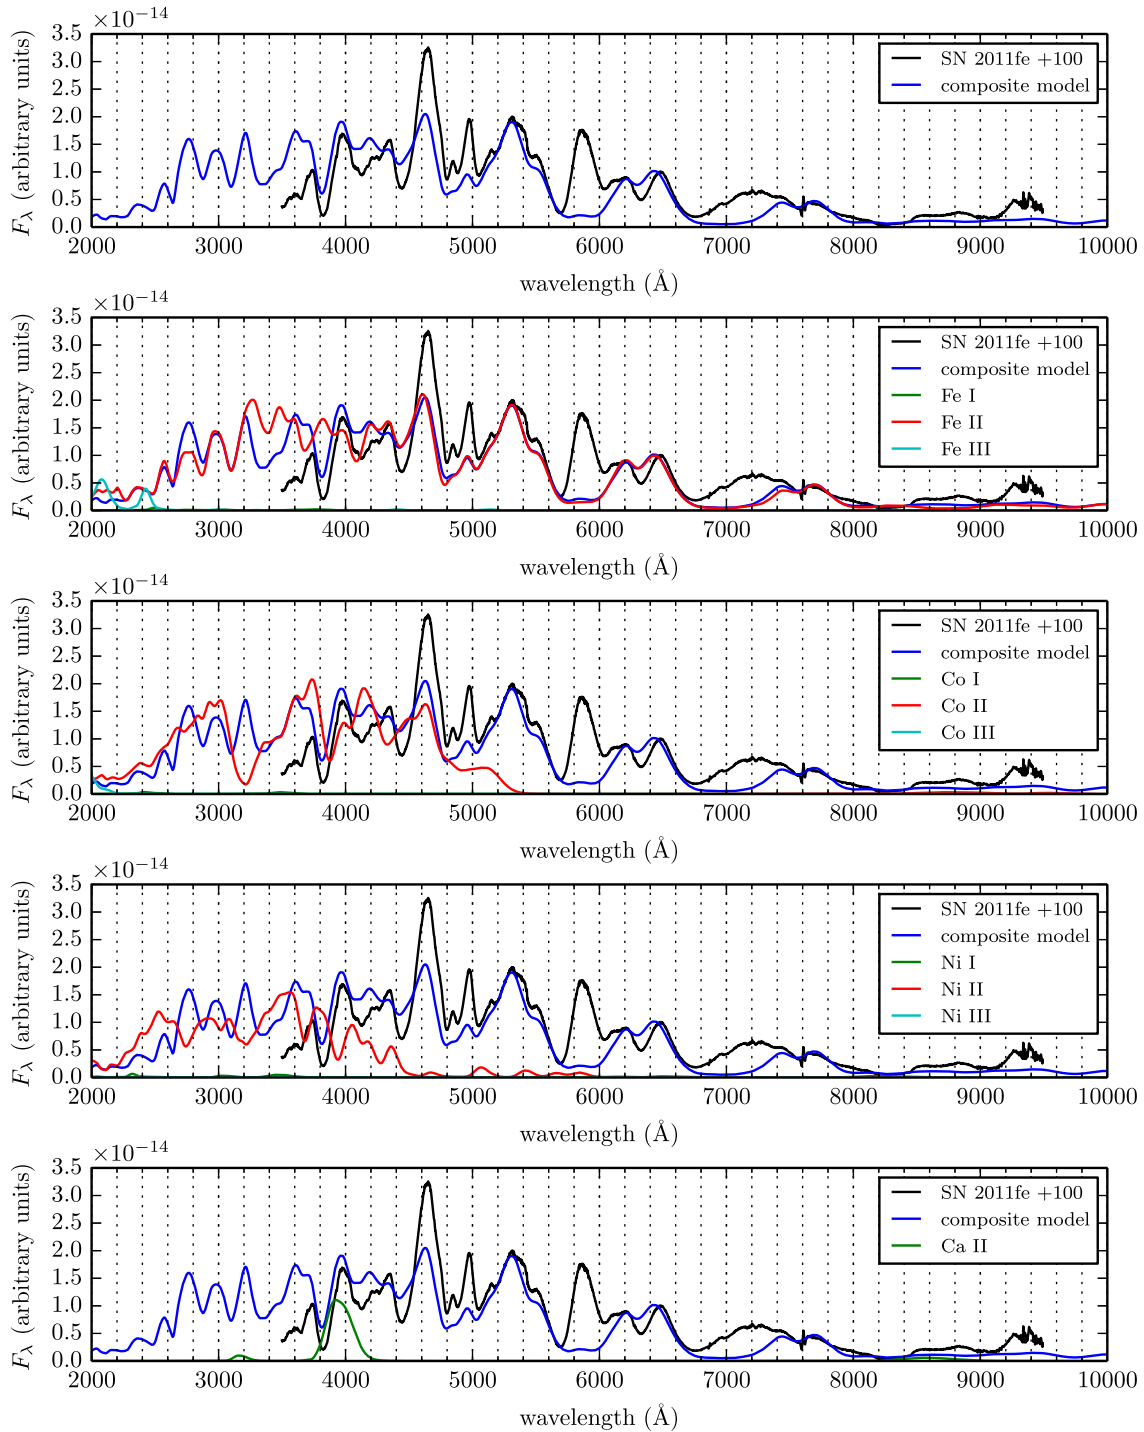 ×10−14
3.5
3.0
2.5
2.0
1.5
1.0
0.5
0.0
Fλ (arbitrary units)
SN 2011fe +100
composite model
2000 3000 4000 5000 6000 7000 8000 9000 10000
wavelength (Å)
×10−14
3.5
3.0
2.5
2.0
1.5
1.0
0.5
0.0
Fλ (arbitrary units)
SN 2011fe +100
composite model
Fe I
Fe II
Fe III
2000 3000 4000 5000 6000 7000 8000 9000 10000
wavelength (Å)
×10−14
3.5
3.0
2.5
2.0
1.5
1.0
0.5
0.0
Fλ (arbitrary units)
SN 2011fe +100
composite model
Co I
Co II
Co III
2000 3000 4000 5000 6000 7000 8000 9000 10000
wavelength (Å)
×10−14
3.5
3.0
2.5
2.0
1.5
1.0
0.5
0.0
Fλ (arbitrary units)
SN 2011fe +100
composite model
Ni I
Ni II
Ni III
2000 3000 4000 5000 6000 7000 8000 9000 10000
wavelength (Å)
×10−14
3.5
3.0
2.5
2.0
1.5
1.0
0.5
0.0
Fλ (arbitrary units)
SN 2011fe +100
composite model
Ca II
2000 3000 4000 5000 6000 7000 8000 9000 10000
wavelength (Å)